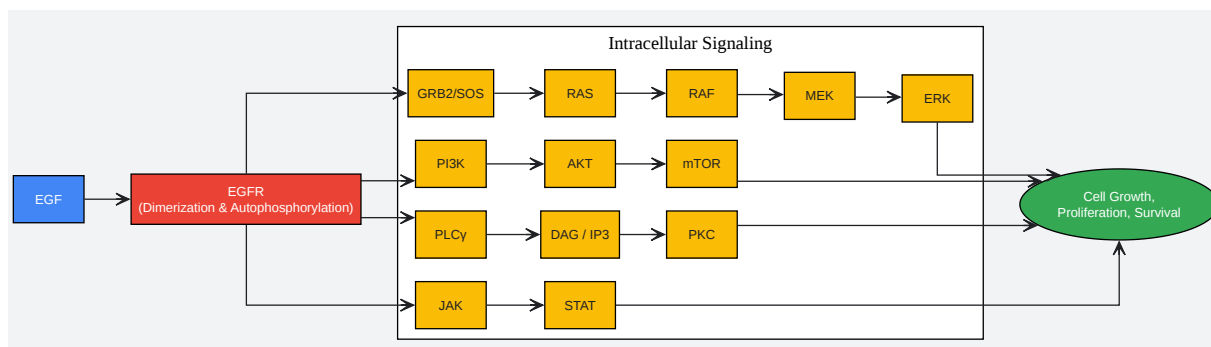 Intracellular Signaling
GRB2/SOS
RAS
RAF
MEK
ERK
PI3K
AKT
mTOR
EGF
EGFR
(Dimerization & Autophosphorylation)
Cell Growth,
Proliferation, Survival
PLCγ
DAG / IP3
PKC
JAK
STAT